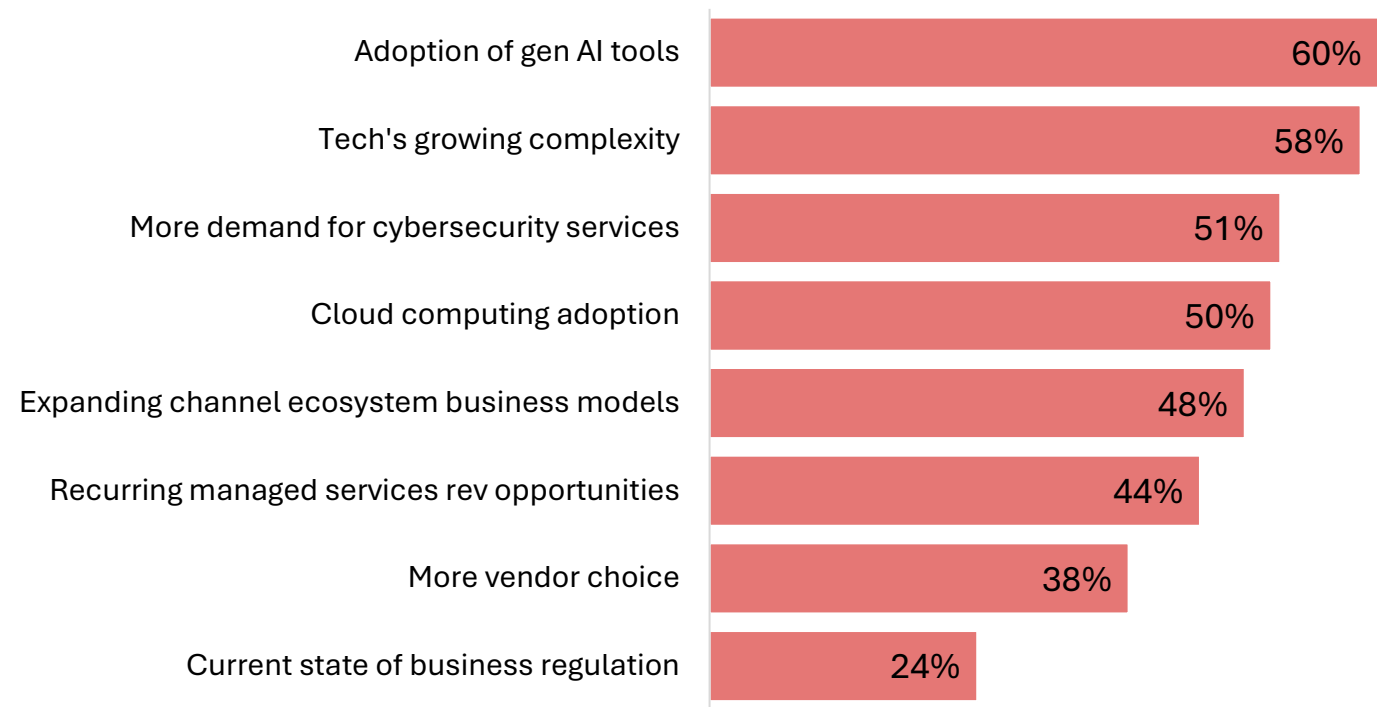 Adoption of gen AI tools 60%
Tech's growing complexity 58%
More demand for cybersecurity services 51%
Cloud computing adoption 50%
Expanding channel ecosystem business models 48%
Recurring managed services rev opportunities 44%
More vendor choice 38%
Current state of business regulation 24%